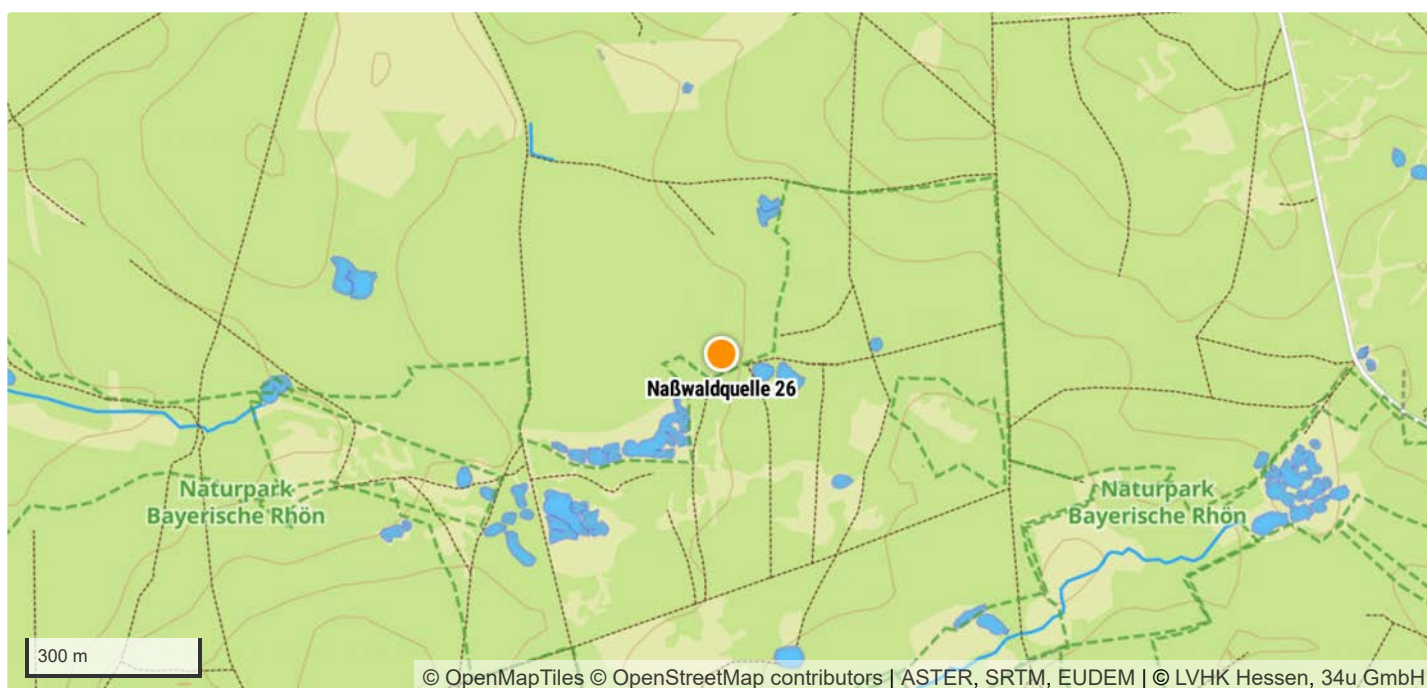 Naßwaldquelle 26
Naturpark
Bayerische Rhön
Naturpark
Bayerische Rhön
300 m
© OpenMapTiles © OpenStreetMap contributors | ASTER, SRTM, EUDEM | © LVHK Hessen, 34u GmbH